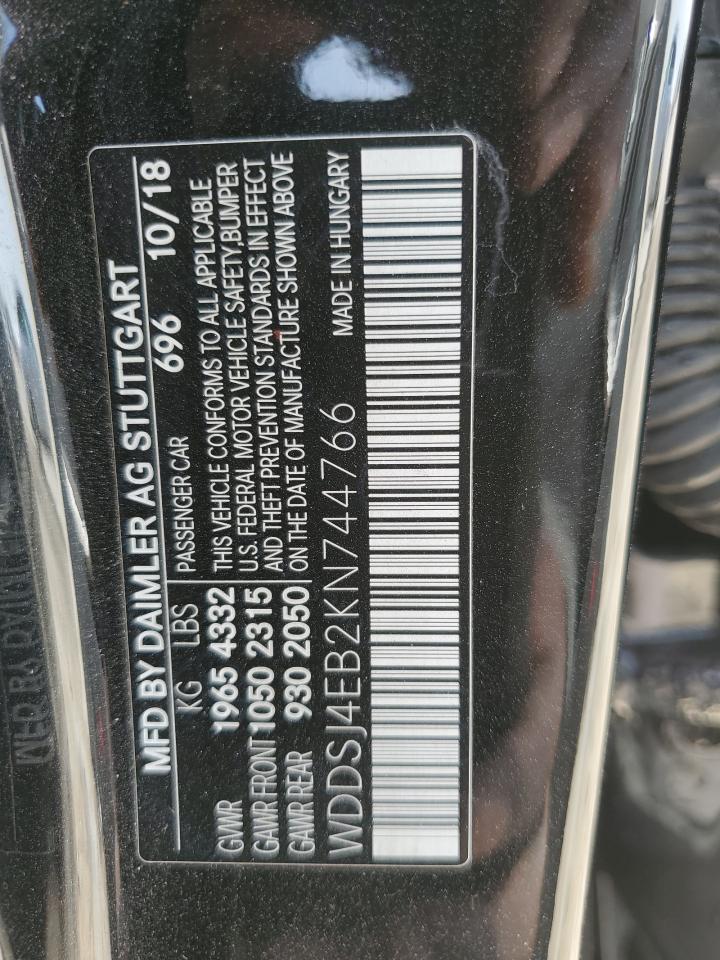 MFD BY DAIMLER AG STUTTGART
696 10/18
KG LBS PASSENGER CAR
GVWR 1965 4332
GAWR FRONT 1050 2315
GAWR REAR 930 2050
THIS VEHICLE CONFORMS TO ALL APPLICABLE
U.S. FEDERAL MOTOR VEHICLE SAFETY, BUMPER
AND THEFT PREVENTION STANDARDS IN EFFECT
ON THE DATE OF MANUFACTURE SHOWN ABOVE
WDDSJ4EB2KN744766 MADE IN HUNGARY